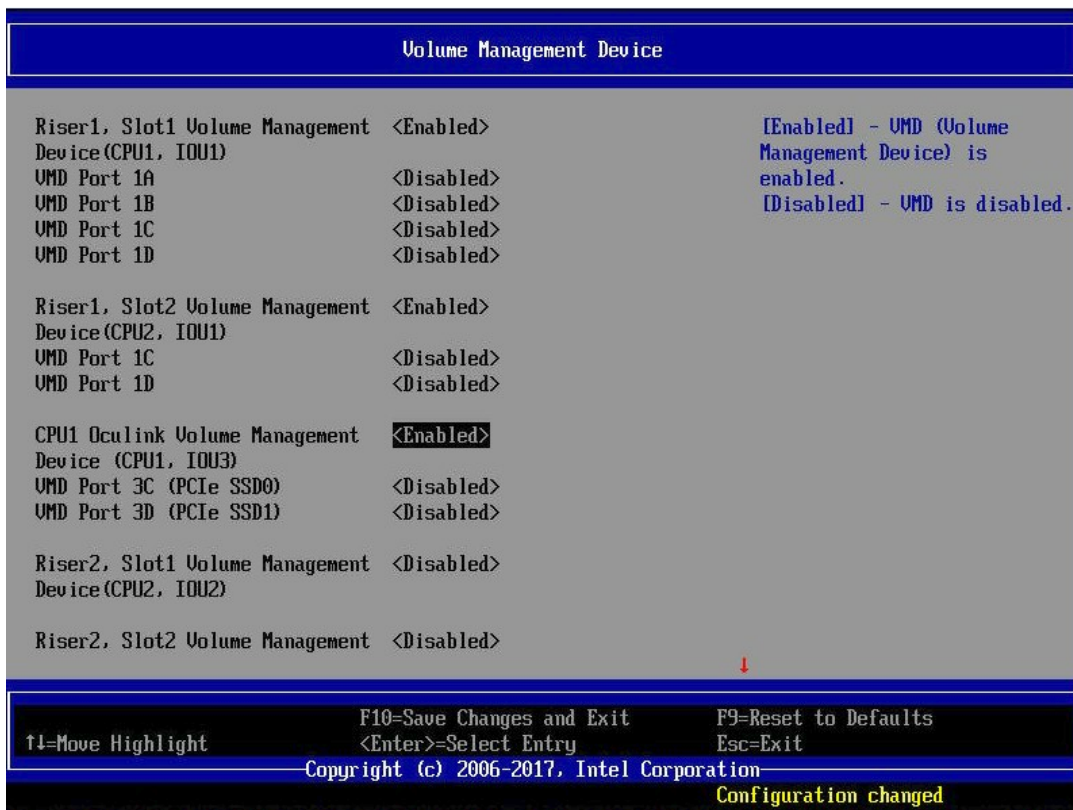 Volume Management Device
Riser1, Slot1 Volume Management <Enabled>
Device(CPU1, IOU1)
VMD Port 1A <Disabled>
VMD Port 1B <Disabled>
VMD Port 1C <Disabled>
VMD Port 1D <Disabled>
Riser1, Slot2 Volume Management <Enabled>
Device(CPU2, IOU1)
VMD Port 1C <Disabled>
VMD Port 1D <Disabled>
CPU1 Oculink Volume Management <Enabled>
Device (CPU1, IOU3)
VMD Port 3C (PCIe SSD0) <Disabled>
VMD Port 3D (PCIe SSD1) <Disabled>
Riser2, Slot1 Volume Management <Disabled>
Device(CPU2, IOU2)
Riser2, Slot2 Volume Management <Disabled>
[Enabled] - VMD (Volume
Management Device) is
enabled.
[Disabled] - VMD is disabled.
↓
F10=Save Changes and Exit F9=Reset to Defaults
↑↓=Move Highlight <Enter>=Select Entry Esc=Exit
Copyright (c) 2006-2017, Intel Corporation
Configuration changed